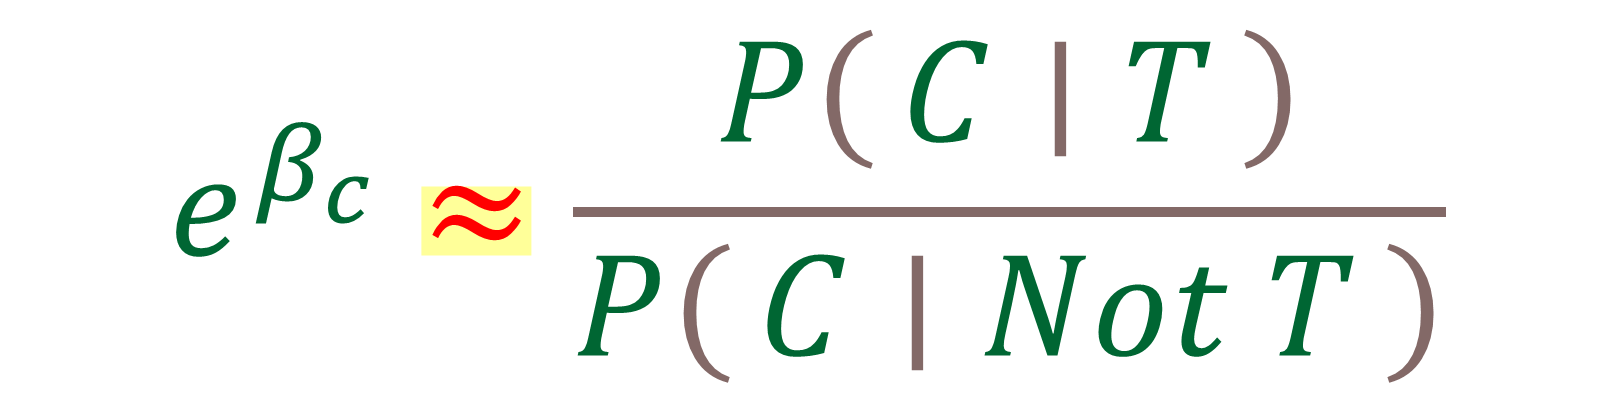 P( C | T )
e^β_c ≈
P( C | Not T )